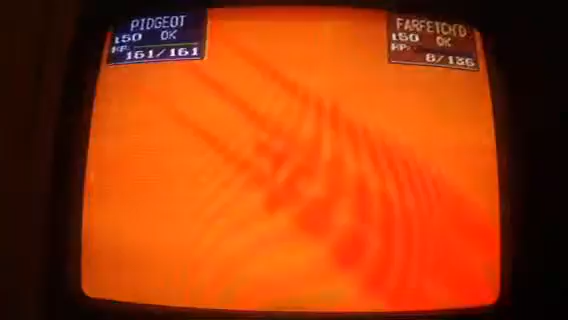 PIDGEOT
L50 OK
HP:
161/161
FARFETCH'D
L50 OK
HP:
8/136